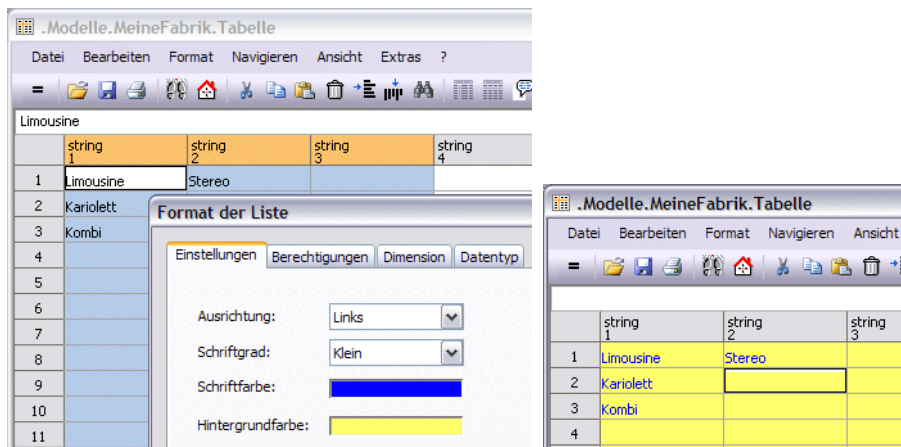 .Modelle.MeineFabrik.Tabelle
Datei Bearbeiten Format Navigieren Ansicht Extras ?
=
Limousine
string string string string
1 2 3 4
1 Limousine Stereo
2 Kariolett
3 Kombi
4
5
6
7
8
9
10
11
Format der Liste
Einstellungen Berechtigungen Dimension Datentyp
Ausrichtung: Links
Schriftgrad: Klein
Schriftfarbe:
Hintergrundfarbe:
.Modelle.MeineFabrik.Tabelle
Datei Bearbeiten Format Navigieren Ansicht
=
string string string
1 2 3
1 Limousine Stereo
2 Kariolett
3 Kombi
4